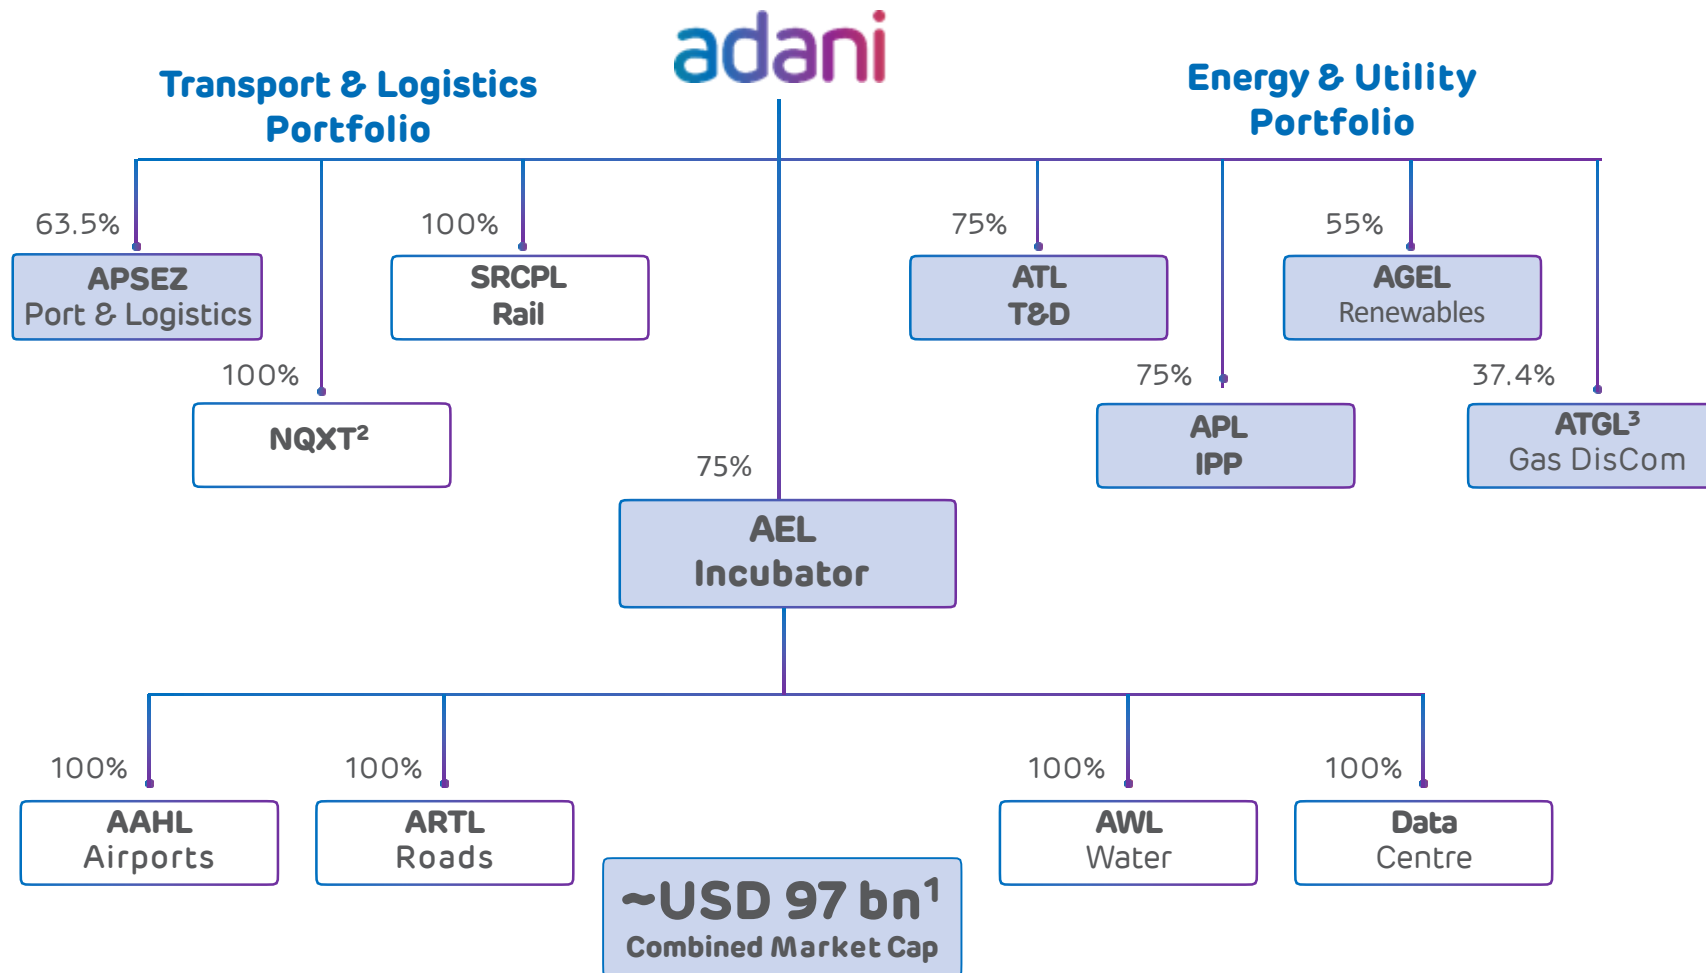 adani
Transport & Logistics
Portfolio
Energy & Utility
Portfolio
63.5%
APSEZ
Port & Logistics
100%
SRCPL
Rail
75%
ATL
T&D
55%
AGEL
Renewables
100%
NQXT²
75%
APL
IPP
37.4%
ATGL³
Gas DisCom
75%
AEL
Incubator
100%
AAHL
Airports
100%
ARTL
Roads
100%
AWL
Water
100%
Data
Centre
~USD 97 bn¹
Combined Market Cap